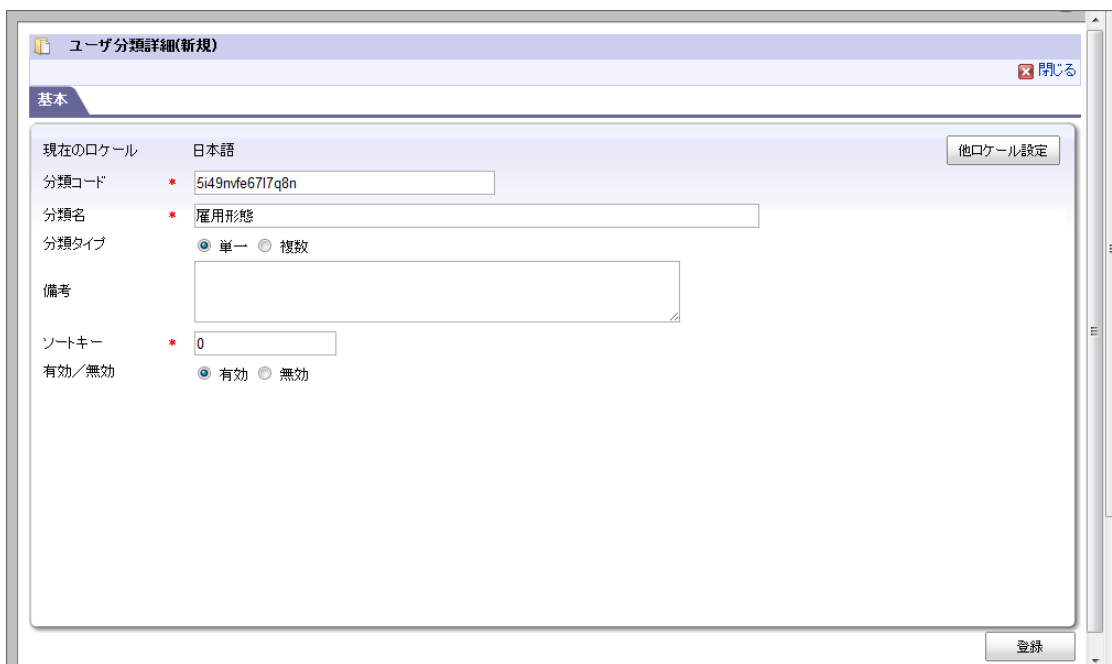 ユーザ分類詳細(新規)
閉じる
基本
現在のロケール 日本語 他ロケール設定
分類コード * 5i49nvfe67l7q8n
分類名 * 雇用形態
分類タイプ 単一 複数
備考
ソートキー * 0
有効／無効 有効 無効
登録